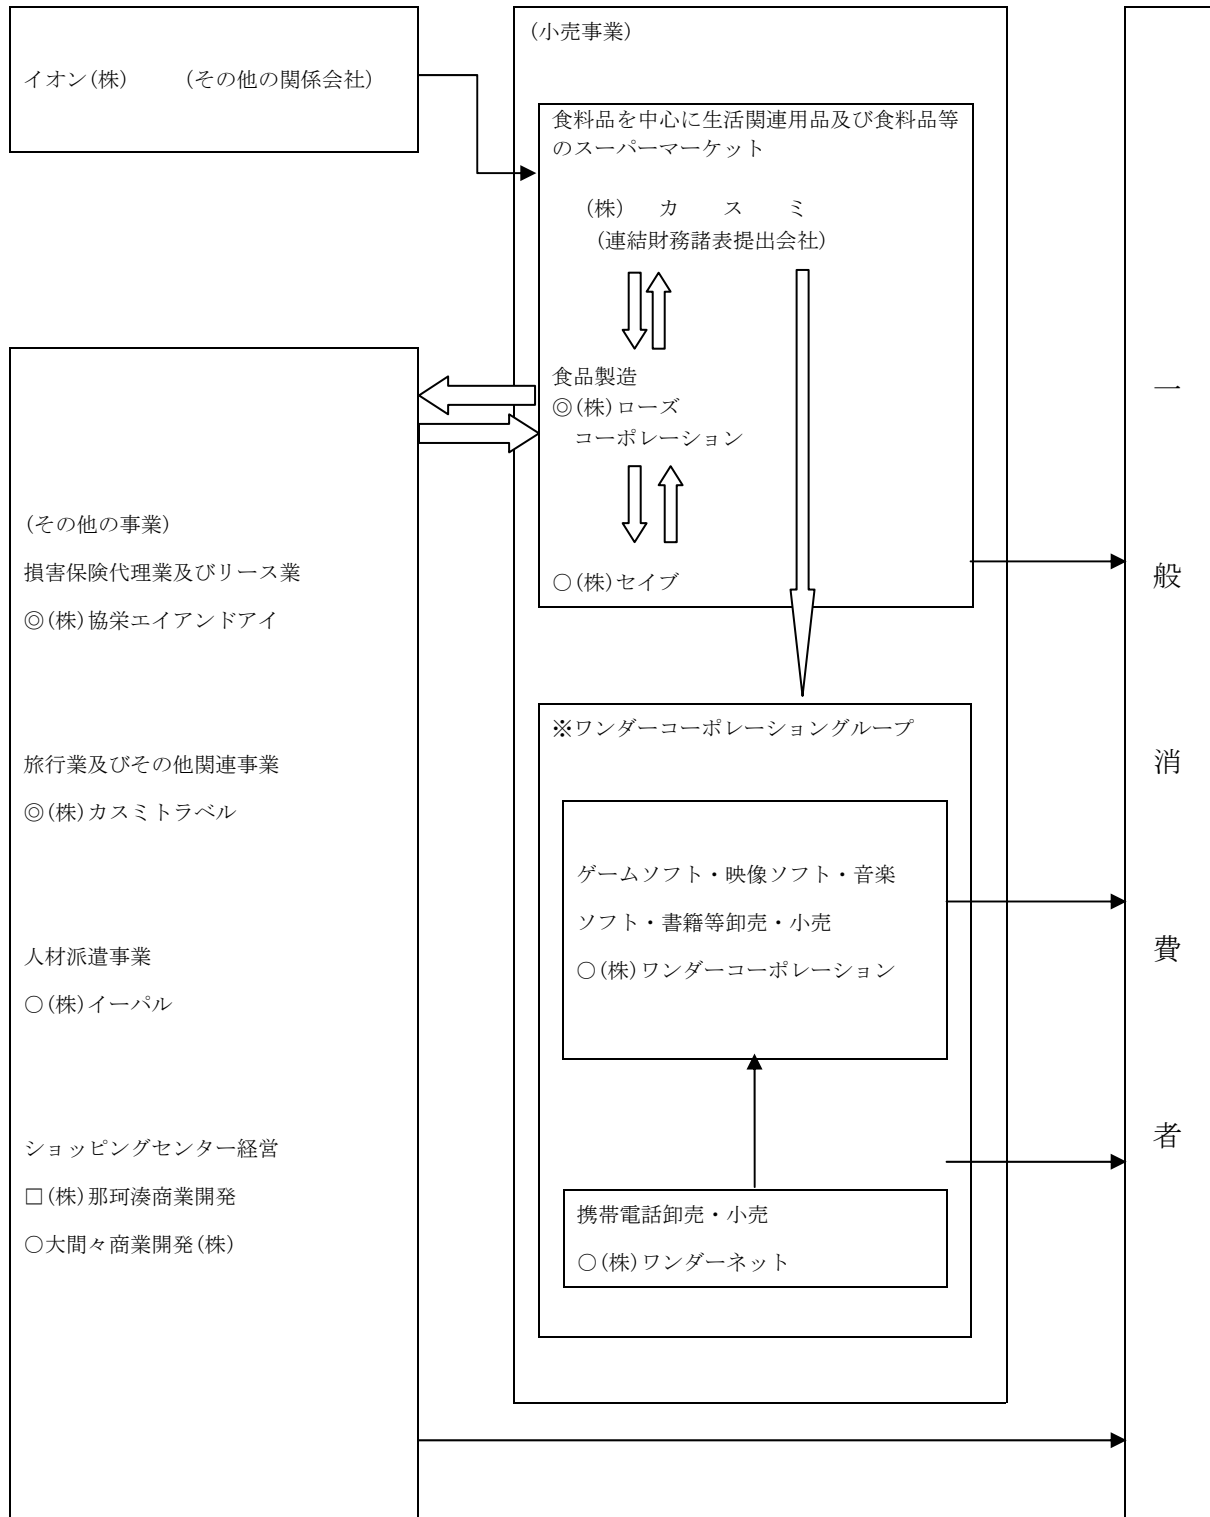 イオン(株)　　(その他の関係会社)
(小売事業)
食料品を中心に生活関連用品及び食料品等
のスーパーマーケット
(株)　カ　ス　ミ
(連結財務諸表提出会社)
食品製造
◎(株)ローズ
コーポレーション
○(株)セイブ
※ワンダーコーポレーショングループ
ゲームソフト・映像ソフト・音楽
ソフト・書籍等卸売・小売
○(株)ワンダーコーポレーション
携帯電話卸売・小売
○(株)ワンダーネット
(その他の事業)
損害保険代理業及びリース業
◎(株)協栄エイアンドアイ
旅行業及びその他関連事業
◎(株)カスミトラベル
人材派遣事業
○(株)イーパル
ショッピングセンター経営
□(株)那珂湊商業開発
○大間々商業開発(株)
一般消費者